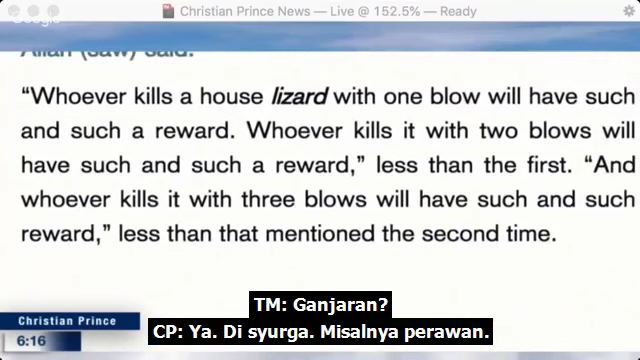 Christian Prince News — Live @ 152.5% — Ready
Allah (saw) said:
“Whoever kills a house lizard with one blow will have such
and such a reward. Whoever kills it with two blows will
have such and such a reward,” less than the first. “And
whoever kills it with three blows will have such and such
reward,” less than that mentioned the second time.
TM: Ganjaran?
CP: Ya. Di syurga. Misalnya perawan.
Christian Prince
6:16